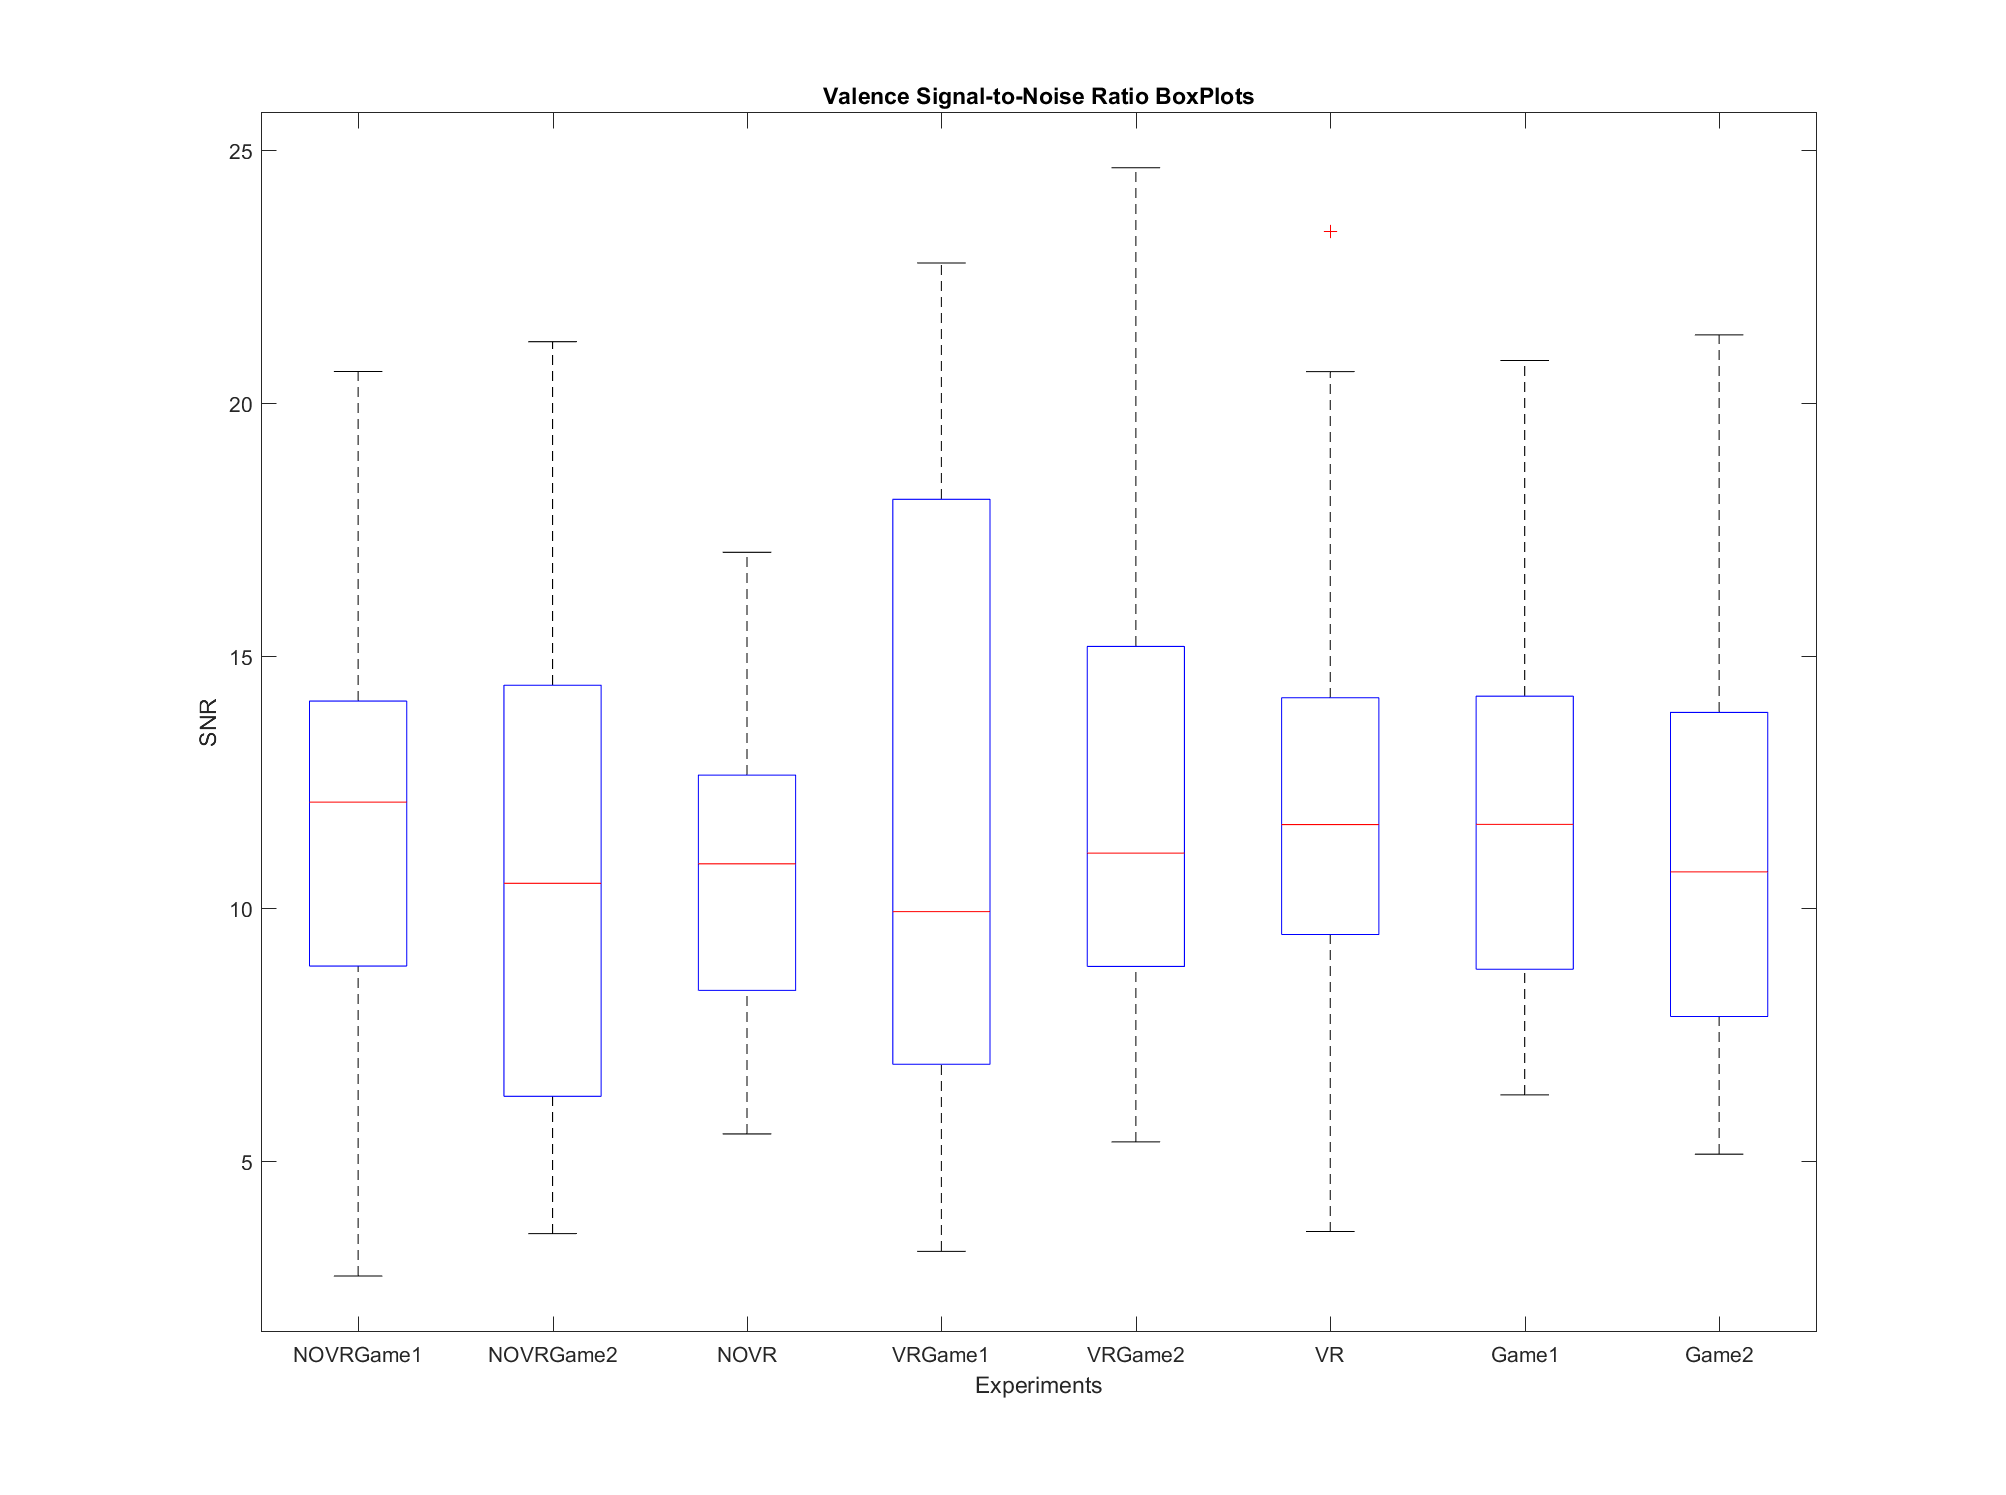 Valence Signal-to-Noise Ratio BoxPlots
25
20
15
10
5
SNR
NOVRGame1 NOVRGame2 NOVR VRGame1 VRGame2 VR Game1 Game2
Experiments